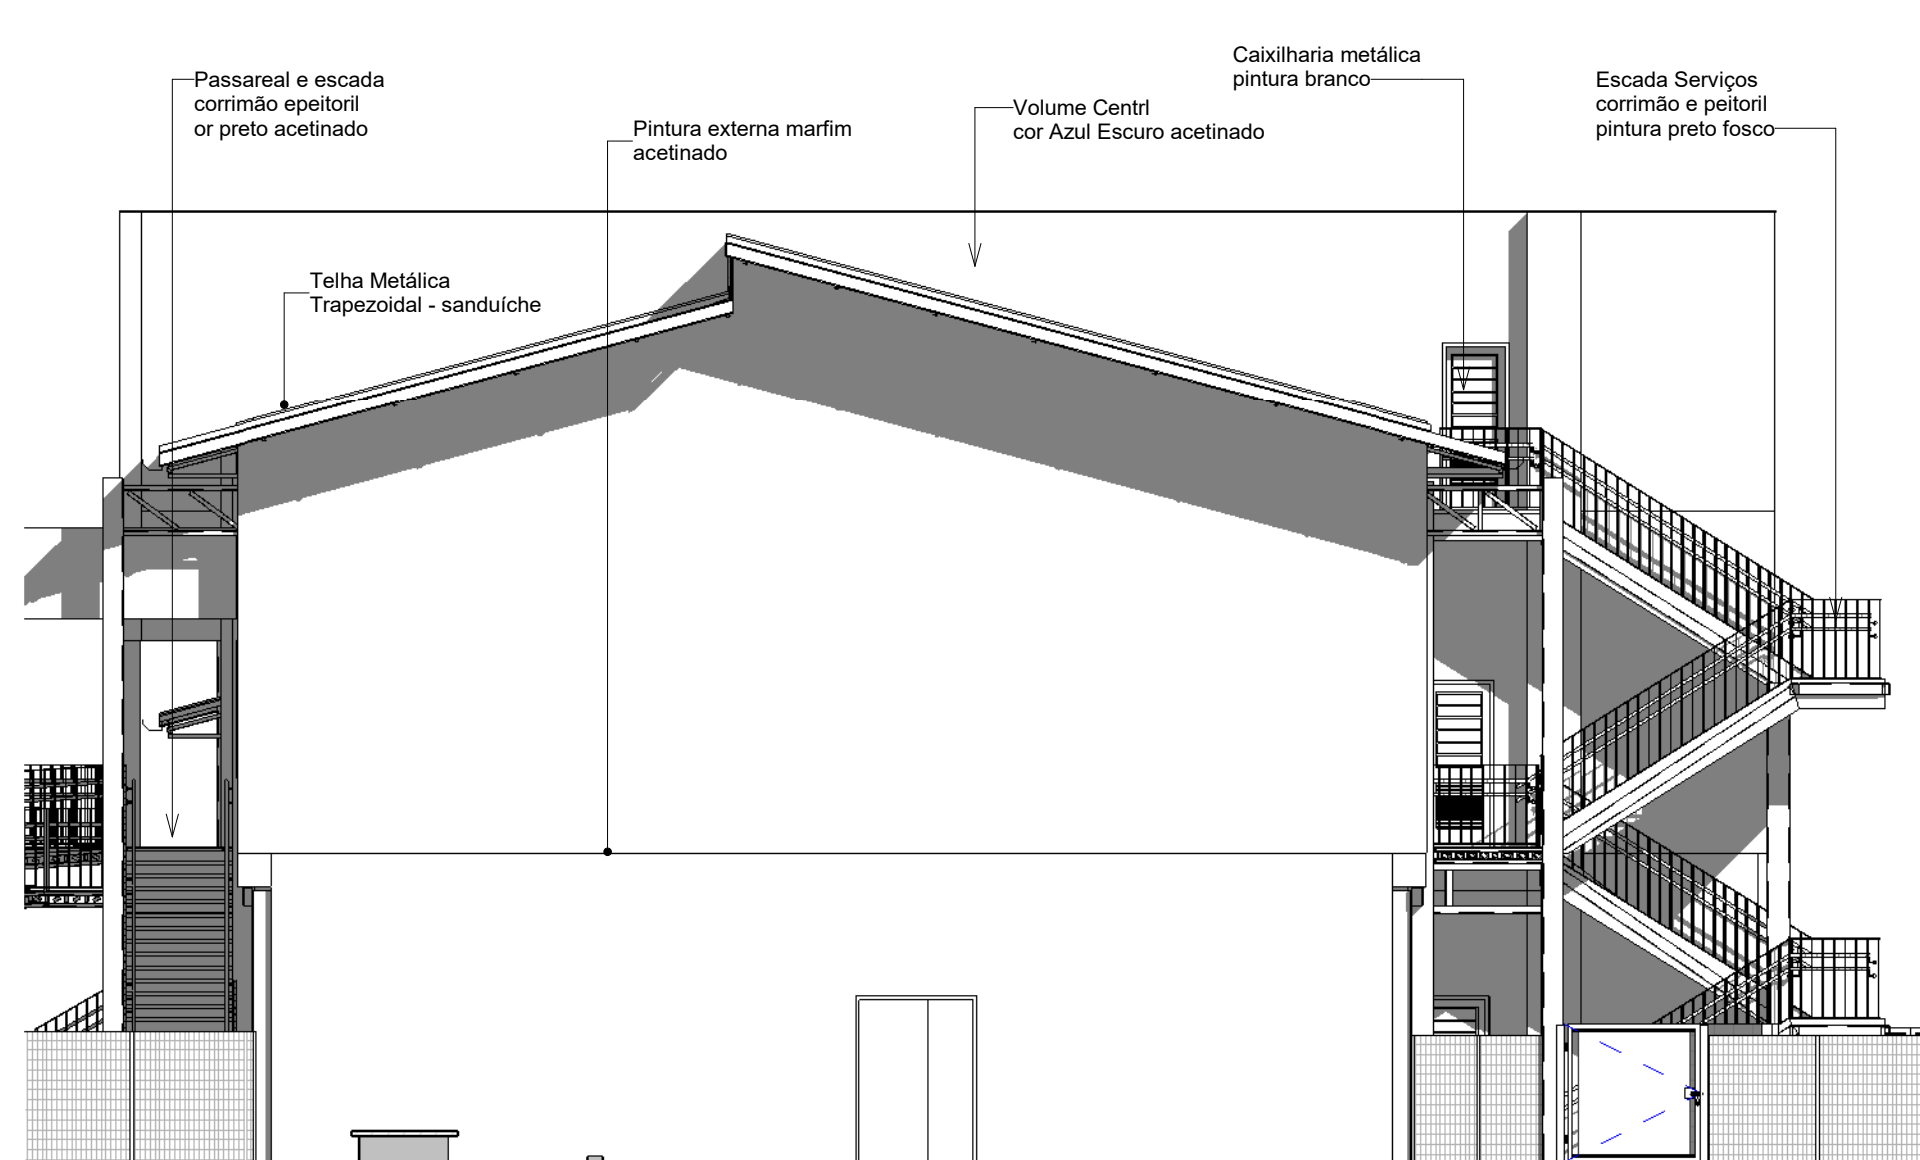 Passareal e escada
corrimão epeitoril
or preto acetinado
Pintura externa marfim
acetinado
Volume Centrl
cor Azul Escuro acetinado
Caixilharia metálica
pintura branco
Escada Serviços
corrimão e peitoril
pintura preto fosco
Telha Metálica
Trapezoidal - sanduíche